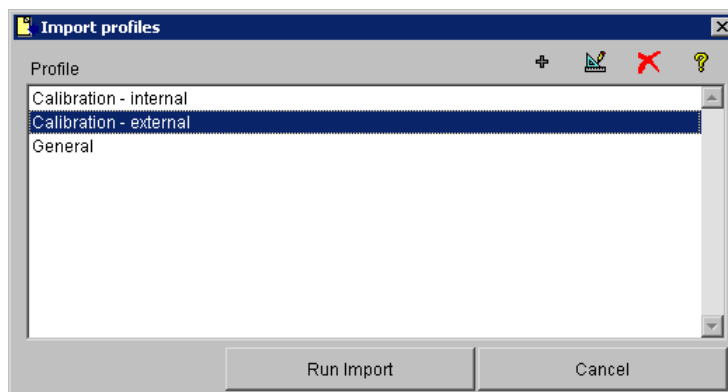 Import profiles
Profile
Calibration - internal
Calibration - external
General
Run Import
Cancel